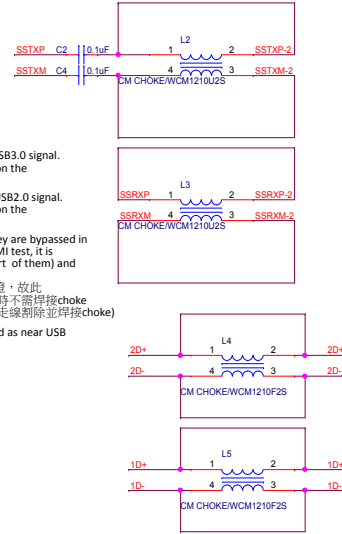 L2
SSTXP C2 0.1uF 1 2 SSTXP-2
SSTXM C4 0.1uF 4 3 SSTXM-2
CM CHOKE/WCM1210U2S
SB3.0 signal.
on the
L3
SSRXP 1 2 SSRXP-2
SSRXM 4 3 SSRXM-2
CM CHOKE/WCM1210U2S
USB2.0 signal.
on the
ey are bypassed in
MI test, it is
rt of them) and
證，故此
時不需焊接choke
走線割除並焊接choke)
d as near USB
L4
2D+ 1 2 2D+
2D- 4 3 2D-
CM CHOKE/WCM1210F2S
L5
1D+ 1 2 1D+
1D- 4 3 1D-
CM CHOKE/WCM1210F2S